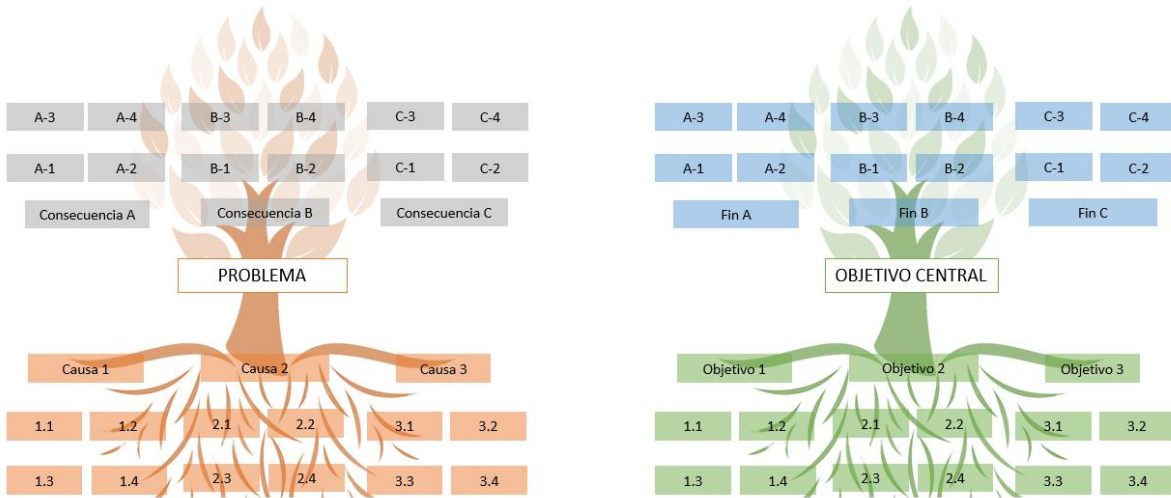 A-3 A-4 B-3 B-4 C-3 C-4
A-1 A-2 B-1 B-2 C-1 C-2
Consecuencia A Consecuencia B Consecuencia C
PROBLEMA
Causa 1 Causa 2 Causa 3
1.1 1.2 2.1 2.2 3.1 3.2
1.3 1.4 2.3 2.4 3.3 3.4
A-3 A-4 B-3 B-4 C-3 C-4
A-1 A-2 B-1 B-2 C-1 C-2
Fin A Fin B Fin C
OBJETIVO CENTRAL
Objetivo 1 Objetivo 2 Objetivo 3
1.1 1.2 2.1 2.2 3.1 3.2
1.3 1.4 2.3 2.4 3.3 3.4